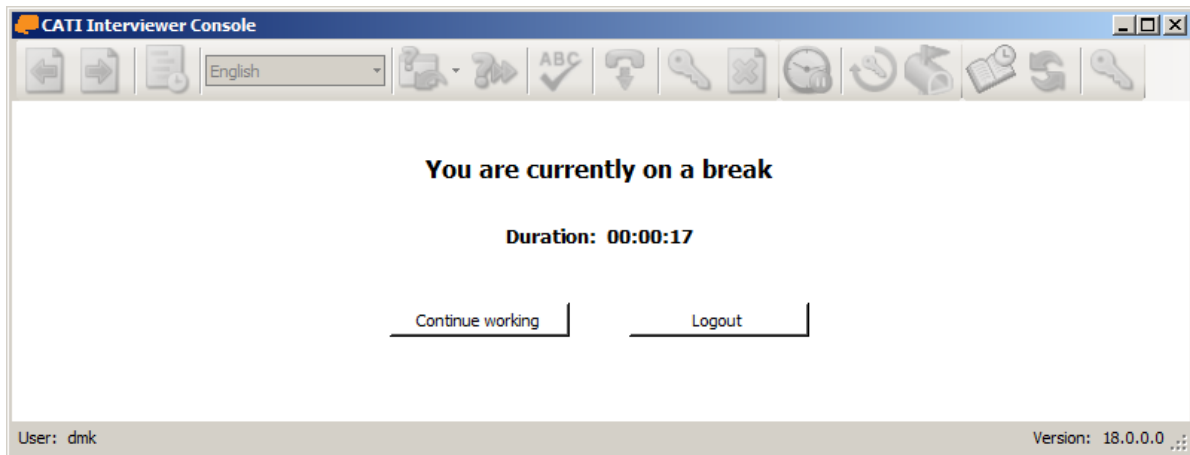 CATI Interviewer Console
English
ABC
You are currently on a break
Duration: 00:00:17
Continue working
Logout
User: dmk
Version: 18.0.0.0